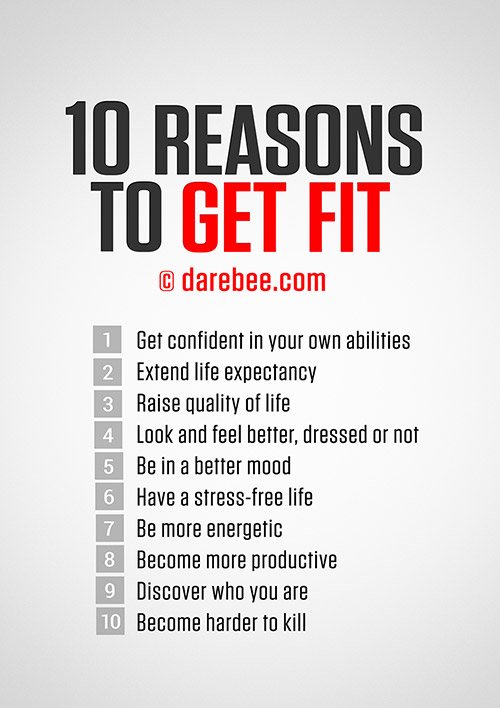 10 REASONS
TO GET FIT
© darebee.com
1 Get confident in your own abilities
2 Extend life expectancy
3 Raise quality of life
4 Look and feel better, dressed or not
5 Be in a better mood
6 Have a stress-free life
7 Be more energetic
8 Become more productive
9 Discover who you are
10 Become harder to kill